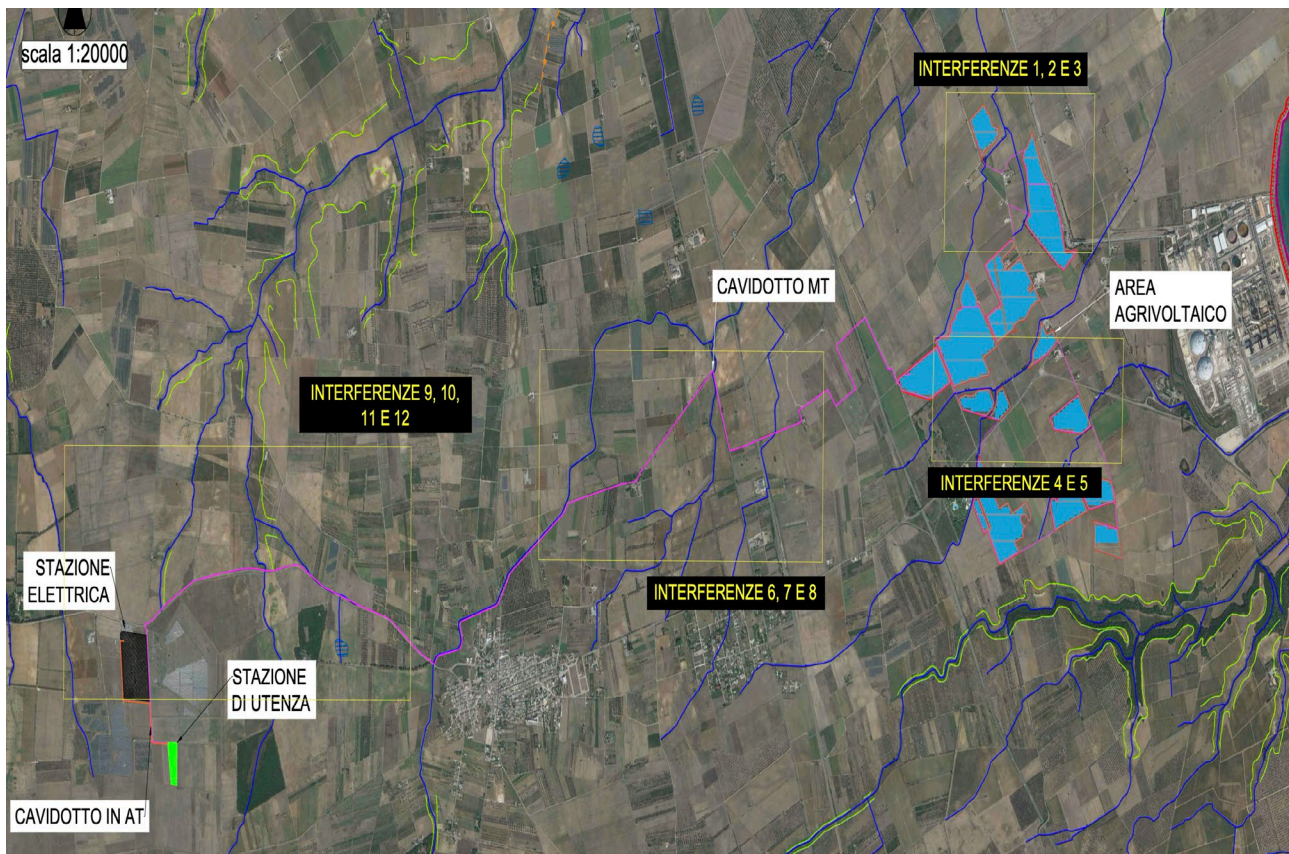 scala 1:20000
INTERFERENZE 1, 2 E 3
CAVIDOTTO MT
AREA
AGRIVOLTAICO
INTERFERENZE 9, 10,
11 E 12
INTERFERENZE 4 E 5
STAZIONE
ELETTRICA
INTERFERENZE 6, 7 E 8
STAZIONE
DI UTENZA
CAVIDOTTO IN AT